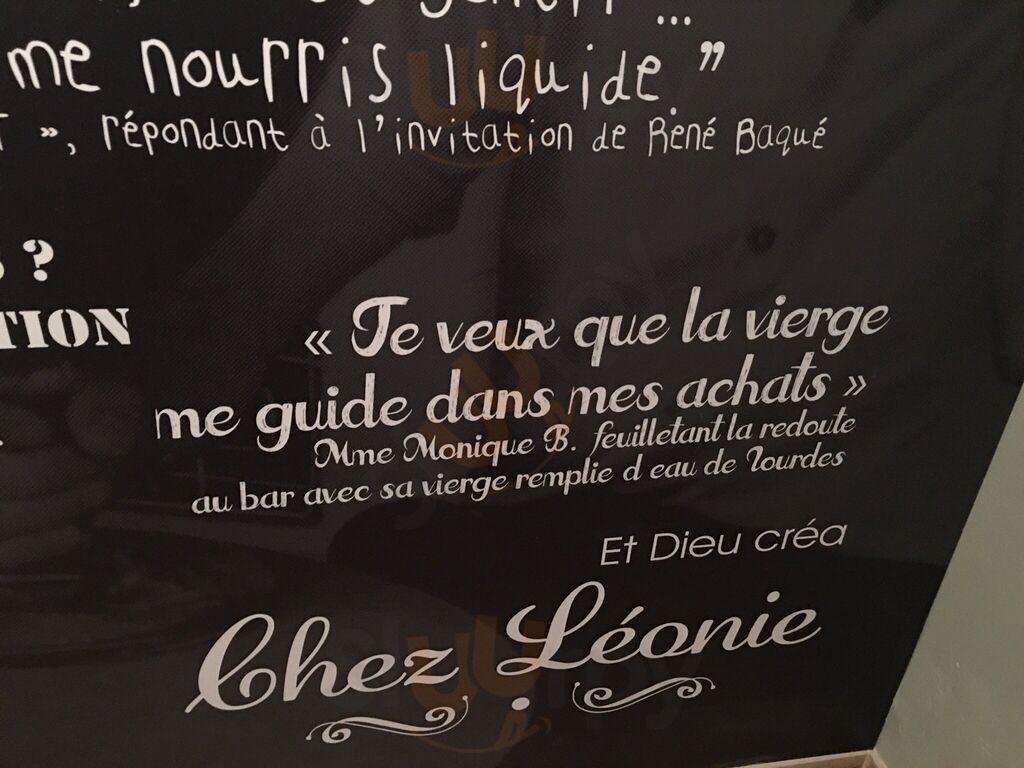 me nourris liquide."
», répondant à l'invitation de René Baqué
?
TION
« Je veux que la vierge
me guide dans mes achats »
Mme Monique B. feuilletant la redoute
au bar avec sa vierge remplie d eau de Lourdes
Et Dieu créa
Chez Léonie